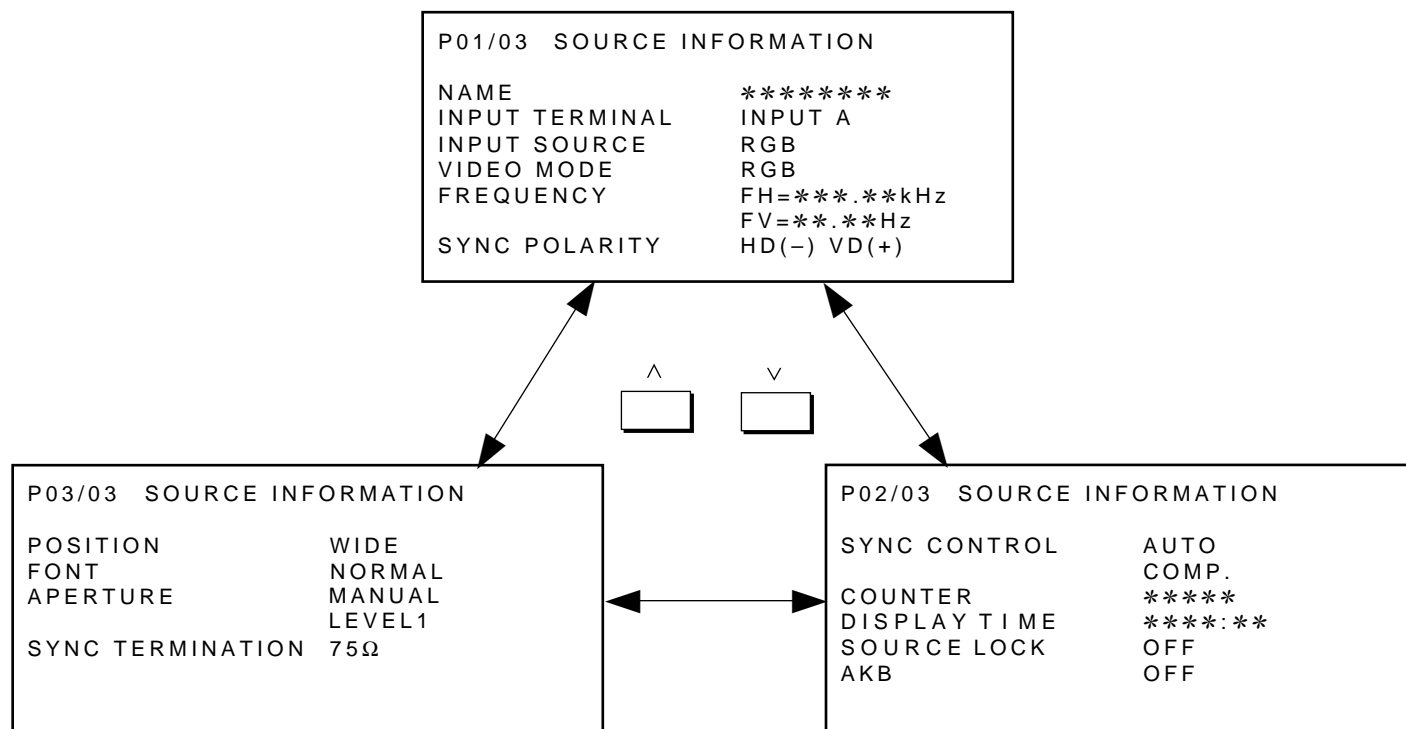 P01/03 SOURCE INFORMATION
NAME ********
INPUT TERMINAL INPUT A
INPUT SOURCE RGB
VIDEO MODE RGB
FREQUENCY FH=***.**kHz
FV=**.**Hz
SYNC POLARITY HD(–) VD(+)
∧ ∨
P03/03 SOURCE INFORMATION
POSITION WIDE
FONT NORMAL
APERTURE MANUAL
LEVEL1
SYNC TERMINATION 75Ω
P02/03 SOURCE INFORMATION
SYNC CONTROL AUTO
COMP.
COUNTER *****
DISPLAY TIME ****:**
SOURCE LOCK OFF
AKB OFF